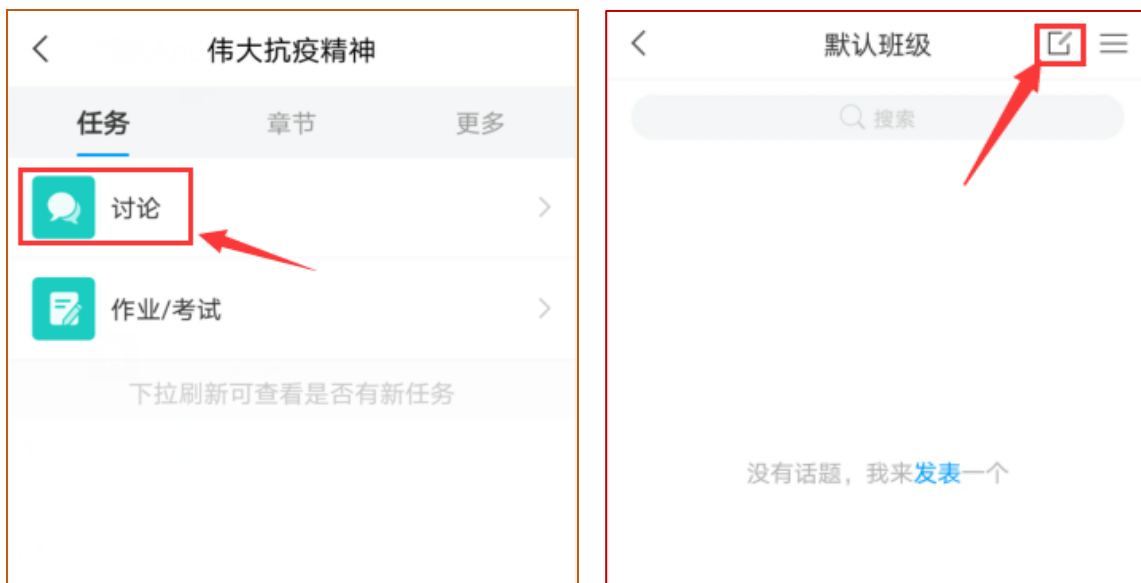 伟大抗疫精神
任务 章节 更多
讨论
作业/考试
下拉刷新可查看是否有新任务
默认班级
搜索
没有话题，我来发表一个